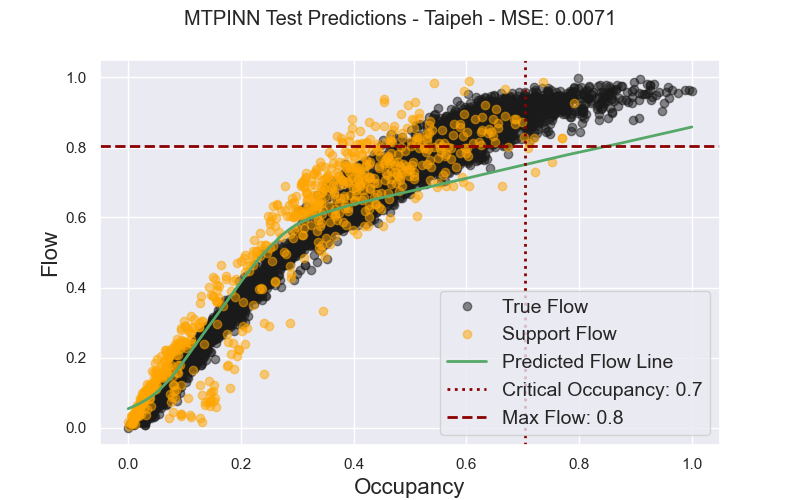 MTPINN Test Predictions - Taipeh - MSE: 0.0071
1.0
0.8
0.6
0.4
0.2
0.0
Flow
True Flow
Support Flow
Predicted Flow Line
Critical Occupancy: 0.7
Max Flow: 0.8
0.0 0.2 0.4 0.6 0.8 1.0
Occupancy